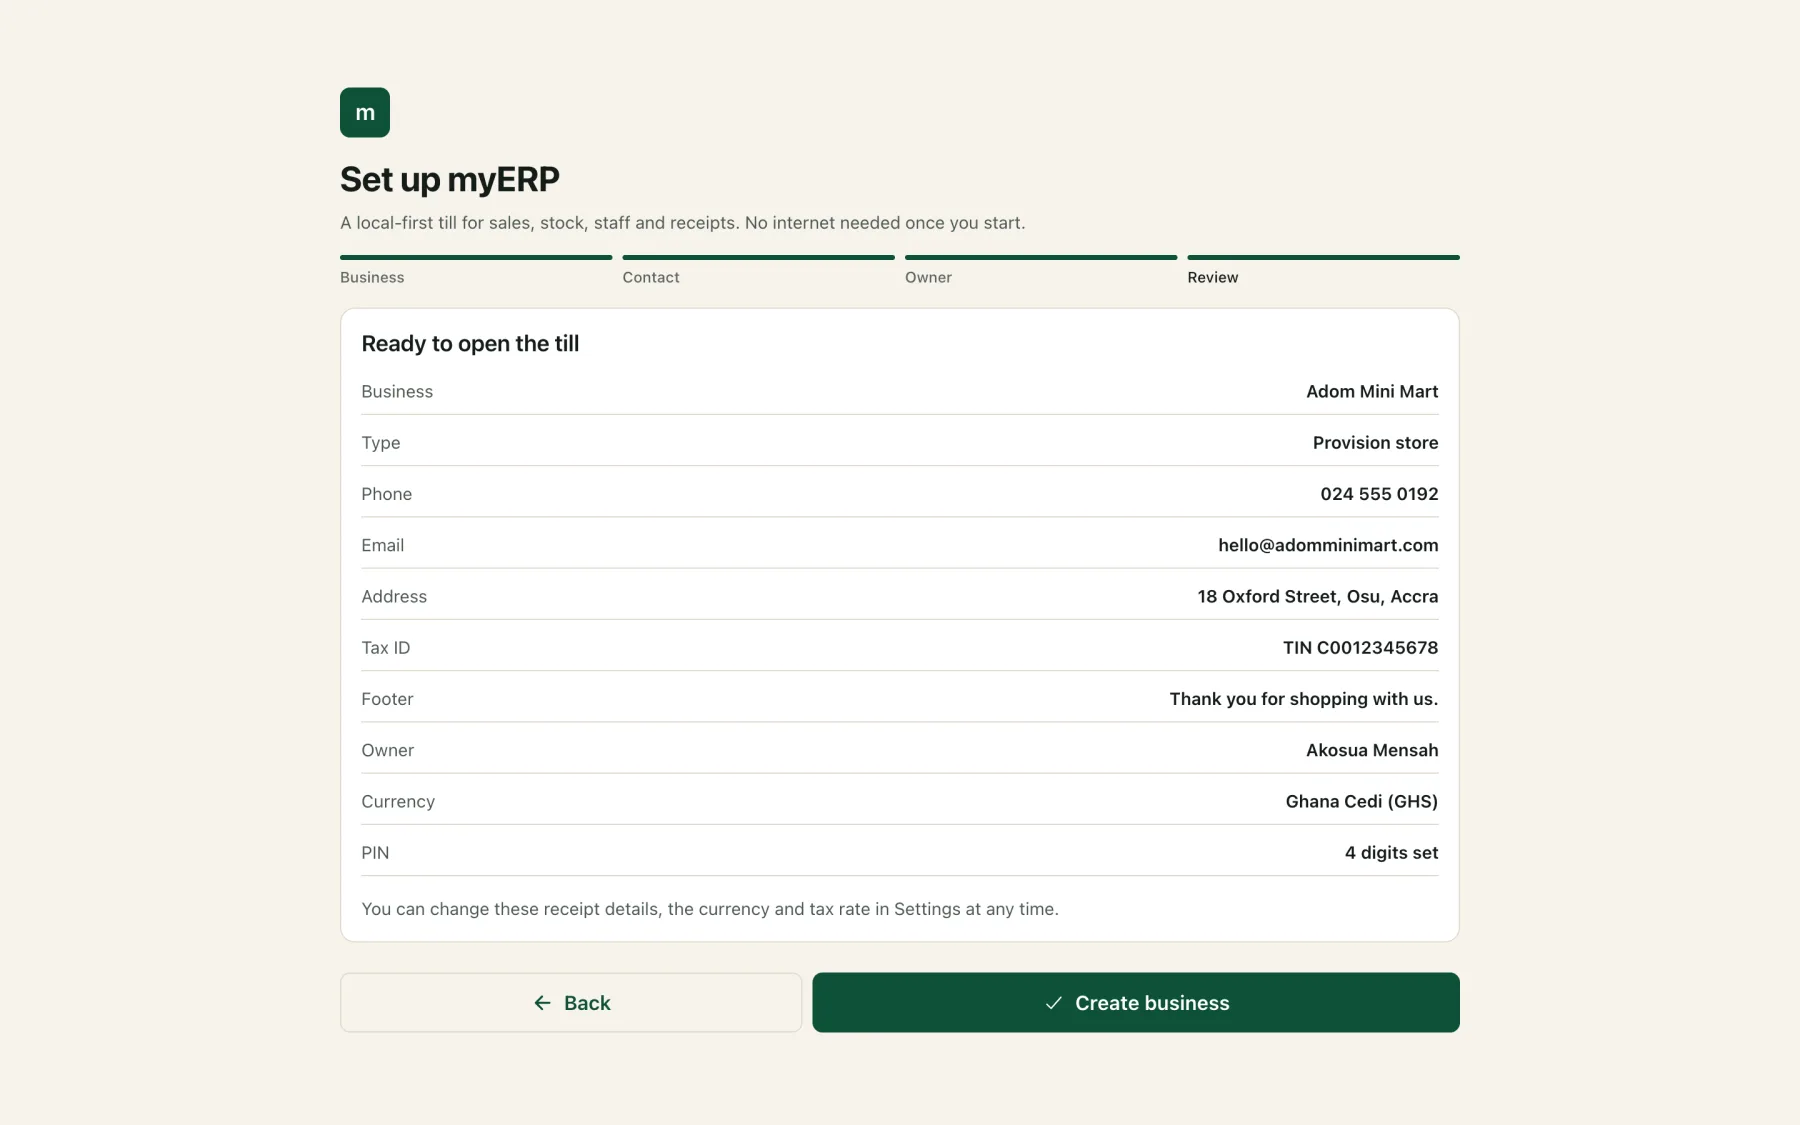 m
Set up myERP
A local-first till for sales, stock, staff and receipts. No internet needed once you start.
Business
Contact
Owner
Review
Ready to open the till
Business Adom Mini Mart
Type Provision store
Phone 024 555 0192
Email hello@adomminimart.com
Address 18 Oxford Street, Osu, Accra
Tax ID TIN C0012345678
Footer Thank you for shopping with us.
Owner Akosua Mensah
Currency Ghana Cedi (GHS)
PIN 4 digits set
You can change these receipt details, the currency and tax rate in Settings at any time.
Back
Create business